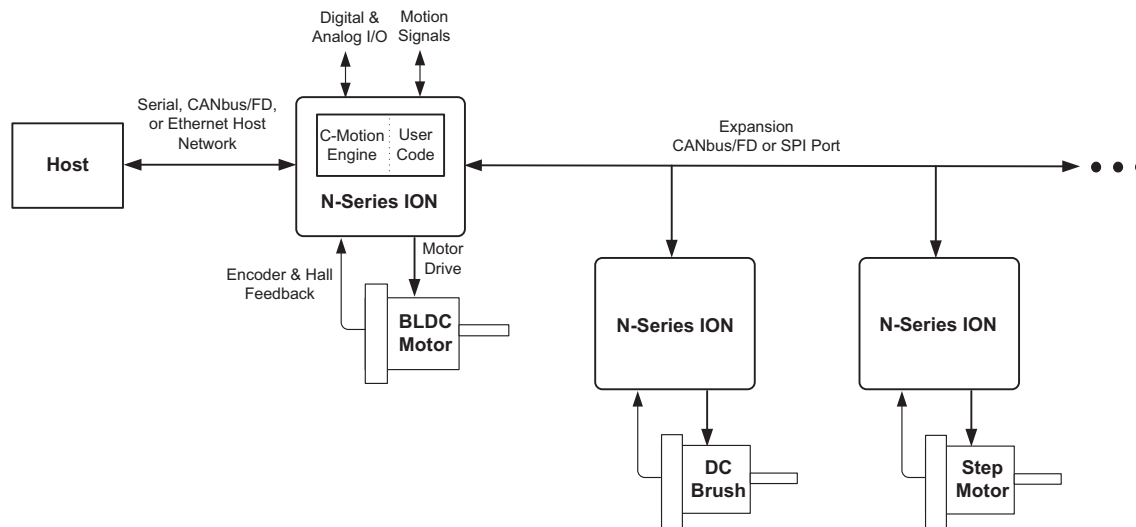 Digital &
Analog I/O
Motion
Signals
Serial, CANbus/FD,
or Ethernet Host
Network
Host
C-Motion
Engine
User
Code
N-Series ION
Expansion
CANbus/FD or SPI Port
Encoder & Hall
Feedback
Motor
Drive
BLDC
Motor
N-Series ION
N-Series ION
DC
Brush
Step
Motor